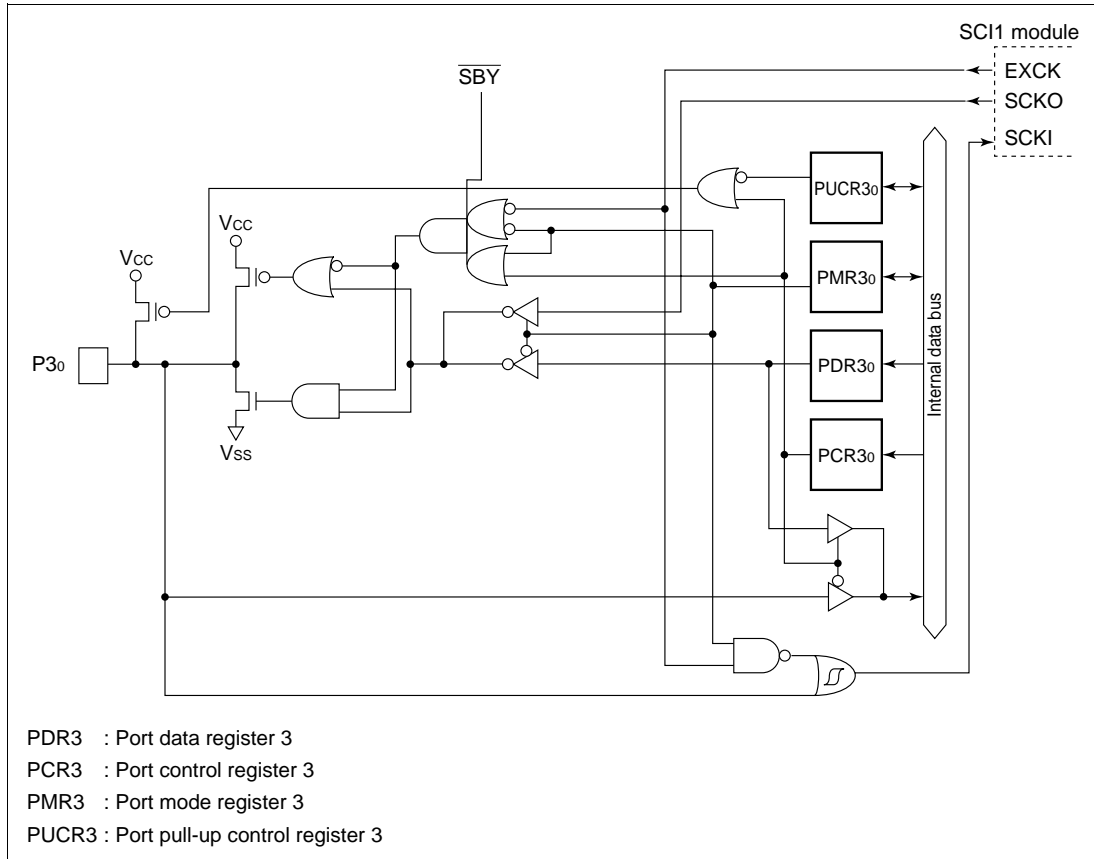 SCI1 module
EXCK
SCKO
SCKI
SBY
PUCR3₀
PMR3₀
PDR3₀
PCR3₀
Internal data bus
VCC
VCC
P3₀
VSS
PDR3 : Port data register 3
PCR3 : Port control register 3
PMR3 : Port mode register 3
PUCR3 : Port pull-up control register 3